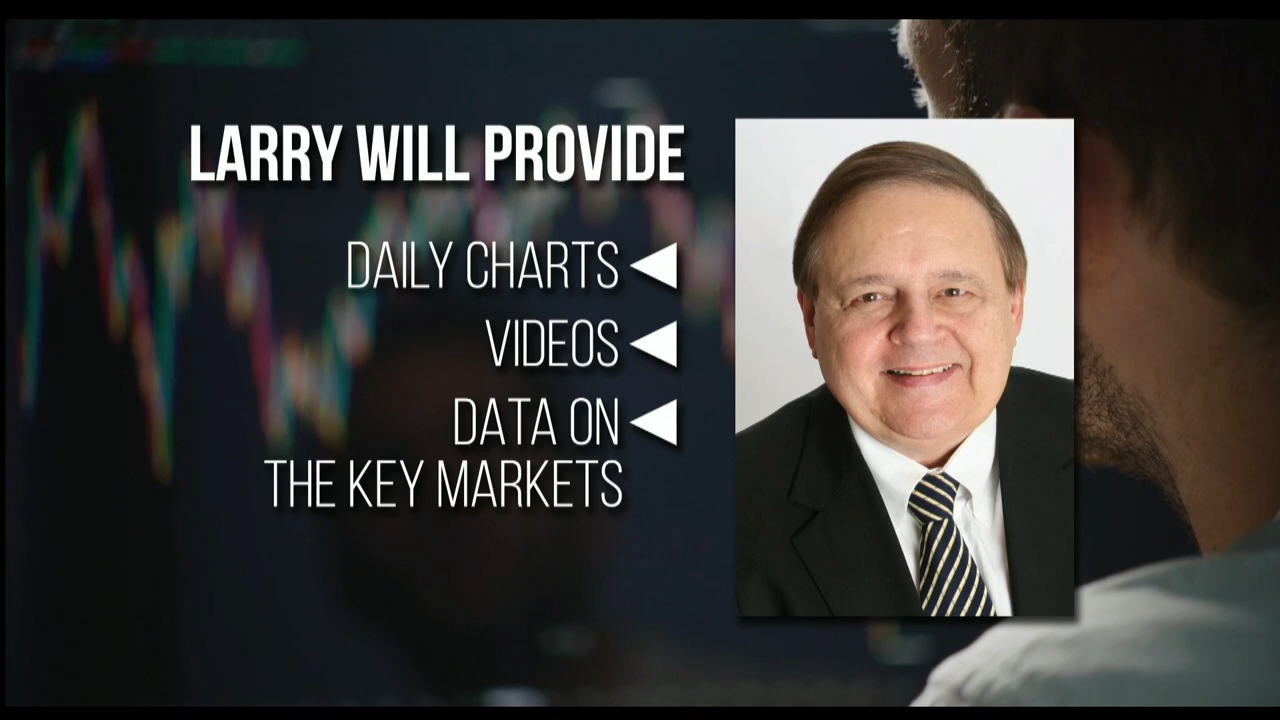 LARRY WILL PROVIDE
DAILY CHARTS
VIDEOS
DATA ON
THE KEY MARKETS